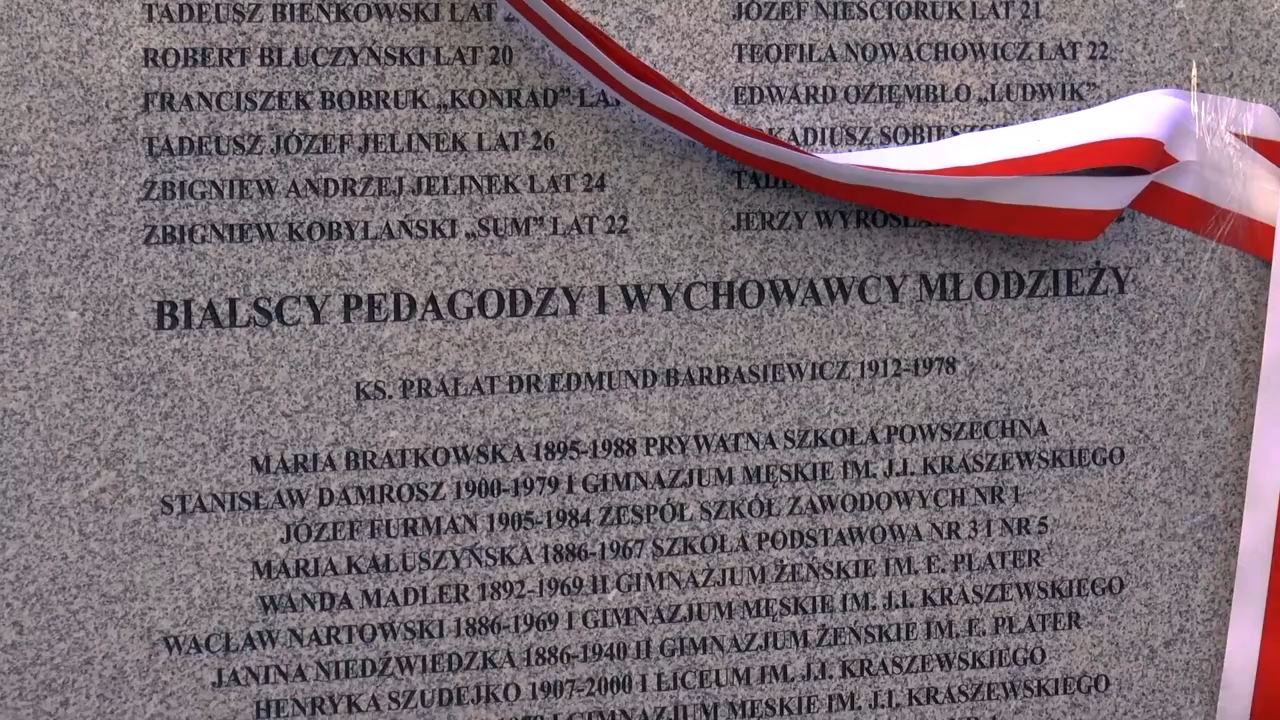 TADEUSZ BIEŃKOWSKI LAT
ROBERT BLUCZYŃSKI LAT 20
FRANCISZEK BOBRUK „KONRAD”
TADEUSZ JÓZEF JELINEK LAT 26
ZBIGNIEW ANDRZEJ JELINEK LAT 24
ZBIGNIEW KOBYLAŃSKI „SUM” LAT 22
JÓZEF NIEŚCIORUK LAT 21
TEOFILA NOWACHOWICZ LAT 22
EDWARD OZIEMBŁO „LUDWIK”
JERZY
BIALSCY PEDAGODZY I WYCHOWAWCY MŁODZIEŻY
KS. PRAŁAT DR EDMUND BARBASIEWICZ 1912-1978
MARIA BRATKOWSKA 1895-1988 PRYWATNA SZKOŁA POWSZECHNA
STANISŁAW DAMROSZ 1900-1979 I GIMNAZJUM MĘSKIE IM. J.I. KRASZEWSKIEGO
JÓZEF FURMAN 1905-1984 ZESPÓŁ SZKÓŁ ZAWODOWYCH NR 1
MARIA KAŁUSZYŃSKA 1886-1967 SZKOŁA PODSTAWOWA NR 3 I NR 5
WANDA MADLER 1892-1969 II GIMNAZJUM ŻEŃSKIE IM. E. PLATER
WACŁAW NARTOWSKI 1886-1969 I GIMNAZJUM MĘSKIE IM. J.I. KRASZEWSKIEGO
JANINA NIEDŹWIEDZKA 1886-1940 II GIMNAZJUM ŻEŃSKIE IM. E. PLATER
HENRYKA SZUDEJKO 1907-2000 I LICEUM IM. J.I. KRASZEWSKIEGO
I GIMNAZJUM MĘSKIE IM. J.I. KRASZEWSKIEGO